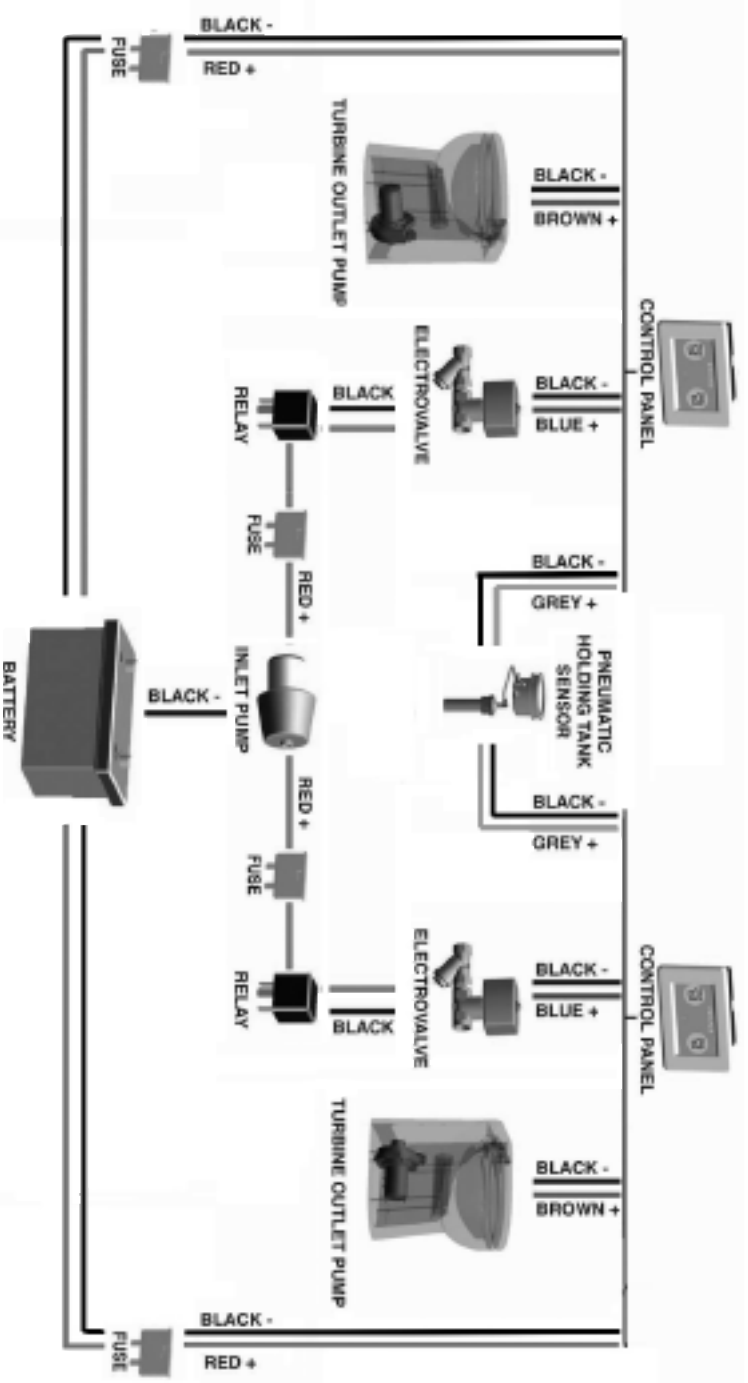 BLACK -
RED +
FUSE
TURBINE OUTLET PUMP
BLACK -
BROWN +
CONTROL PANEL
ELECTROVALVE
BLACK -
BLUE +
RELAY
BLACK
FUSE
RED +
BLACK -
GREY +
PNEUMATIC
HOLDING TANK
SENSOR
BATTERY
BLACK -
INLET PUMP
RED +
BLACK -
GREY +
FUSE
ELECTROVALVE
BLACK -
BLUE +
CONTROL PANEL
RELAY
BLACK
TURBINE OUTLET PUMP
BLACK -
BROWN +
BLACK -
RED +
FUSE